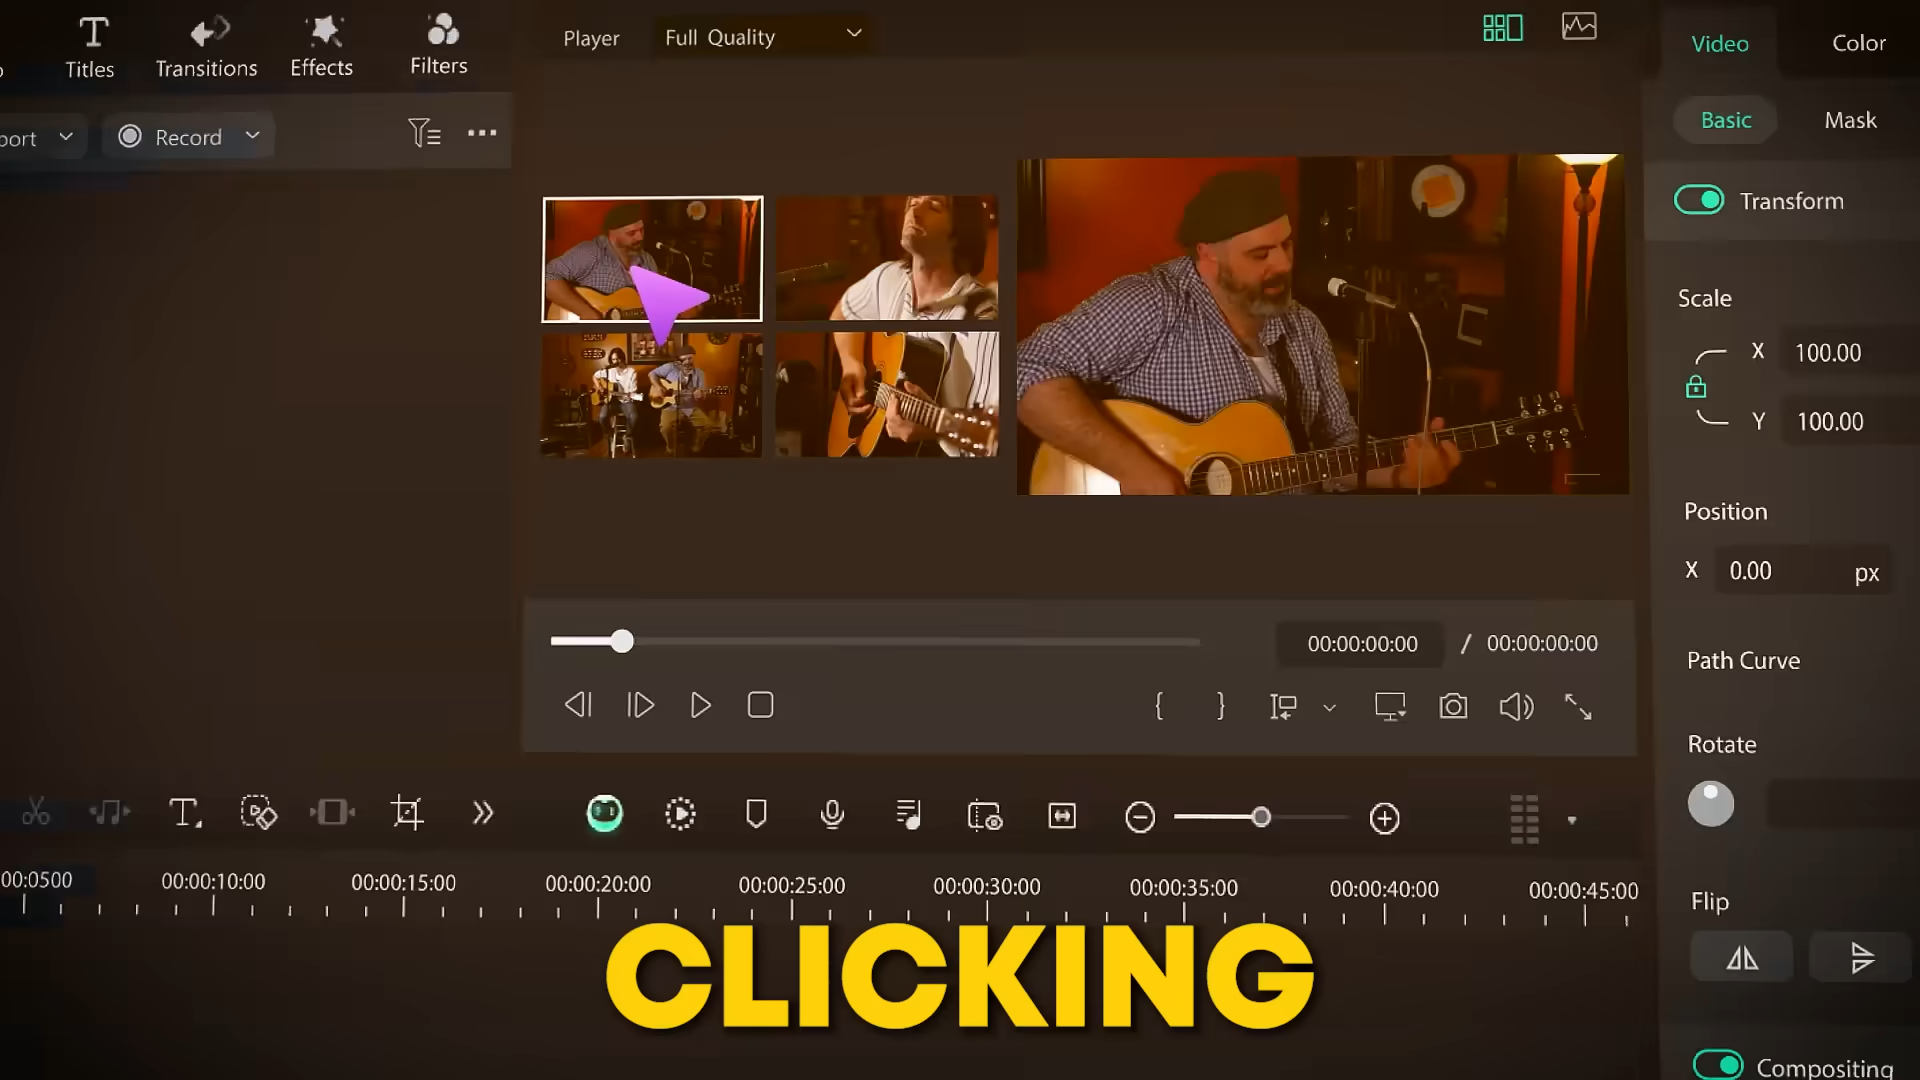 Titles
Transitions
Effects
Filters
Player
Full Quality
Video
Color
port
Record
Basic
Mask
Transform
Scale
X 100.00
Y 100.00
Position
X 0.00 px
00:00:00:00 / 00:00:00:00
Path Curve
Rotate
00:0500
00:00:10:00
00:00:15:00
00:00:20:00
00:00:25:00
00:00:30:00
00:00:35:00
00:00:40:00
00:00:45:00
Flip
CLICKING
Compositing